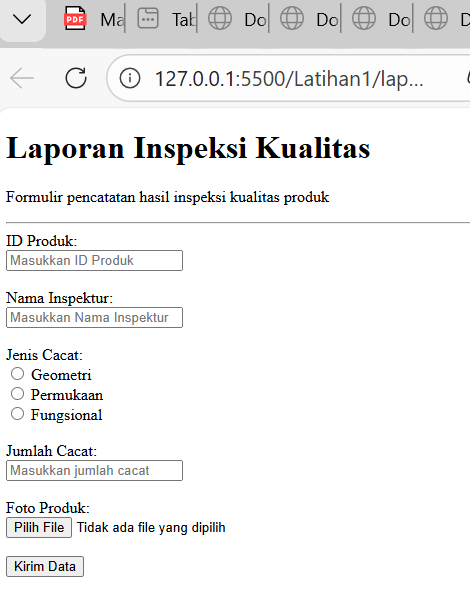 PDF Ma Tab Do Do Do D
127.0.0.1:5500/Latihan1/lap...
Laporan Inspeksi Kualitas
Formulir pencatatan hasil inspeksi kualitas produk
ID Produk:
Masukkan ID Produk
Nama Inspektur:
Masukkan Nama Inspektur
Jenis Cacat:
Geometri
Permukaan
Fungsional
Jumlah Cacat:
Masukkan jumlah cacat
Foto Produk:
Pilih File Tidak ada file yang dipilih
Kirim Data